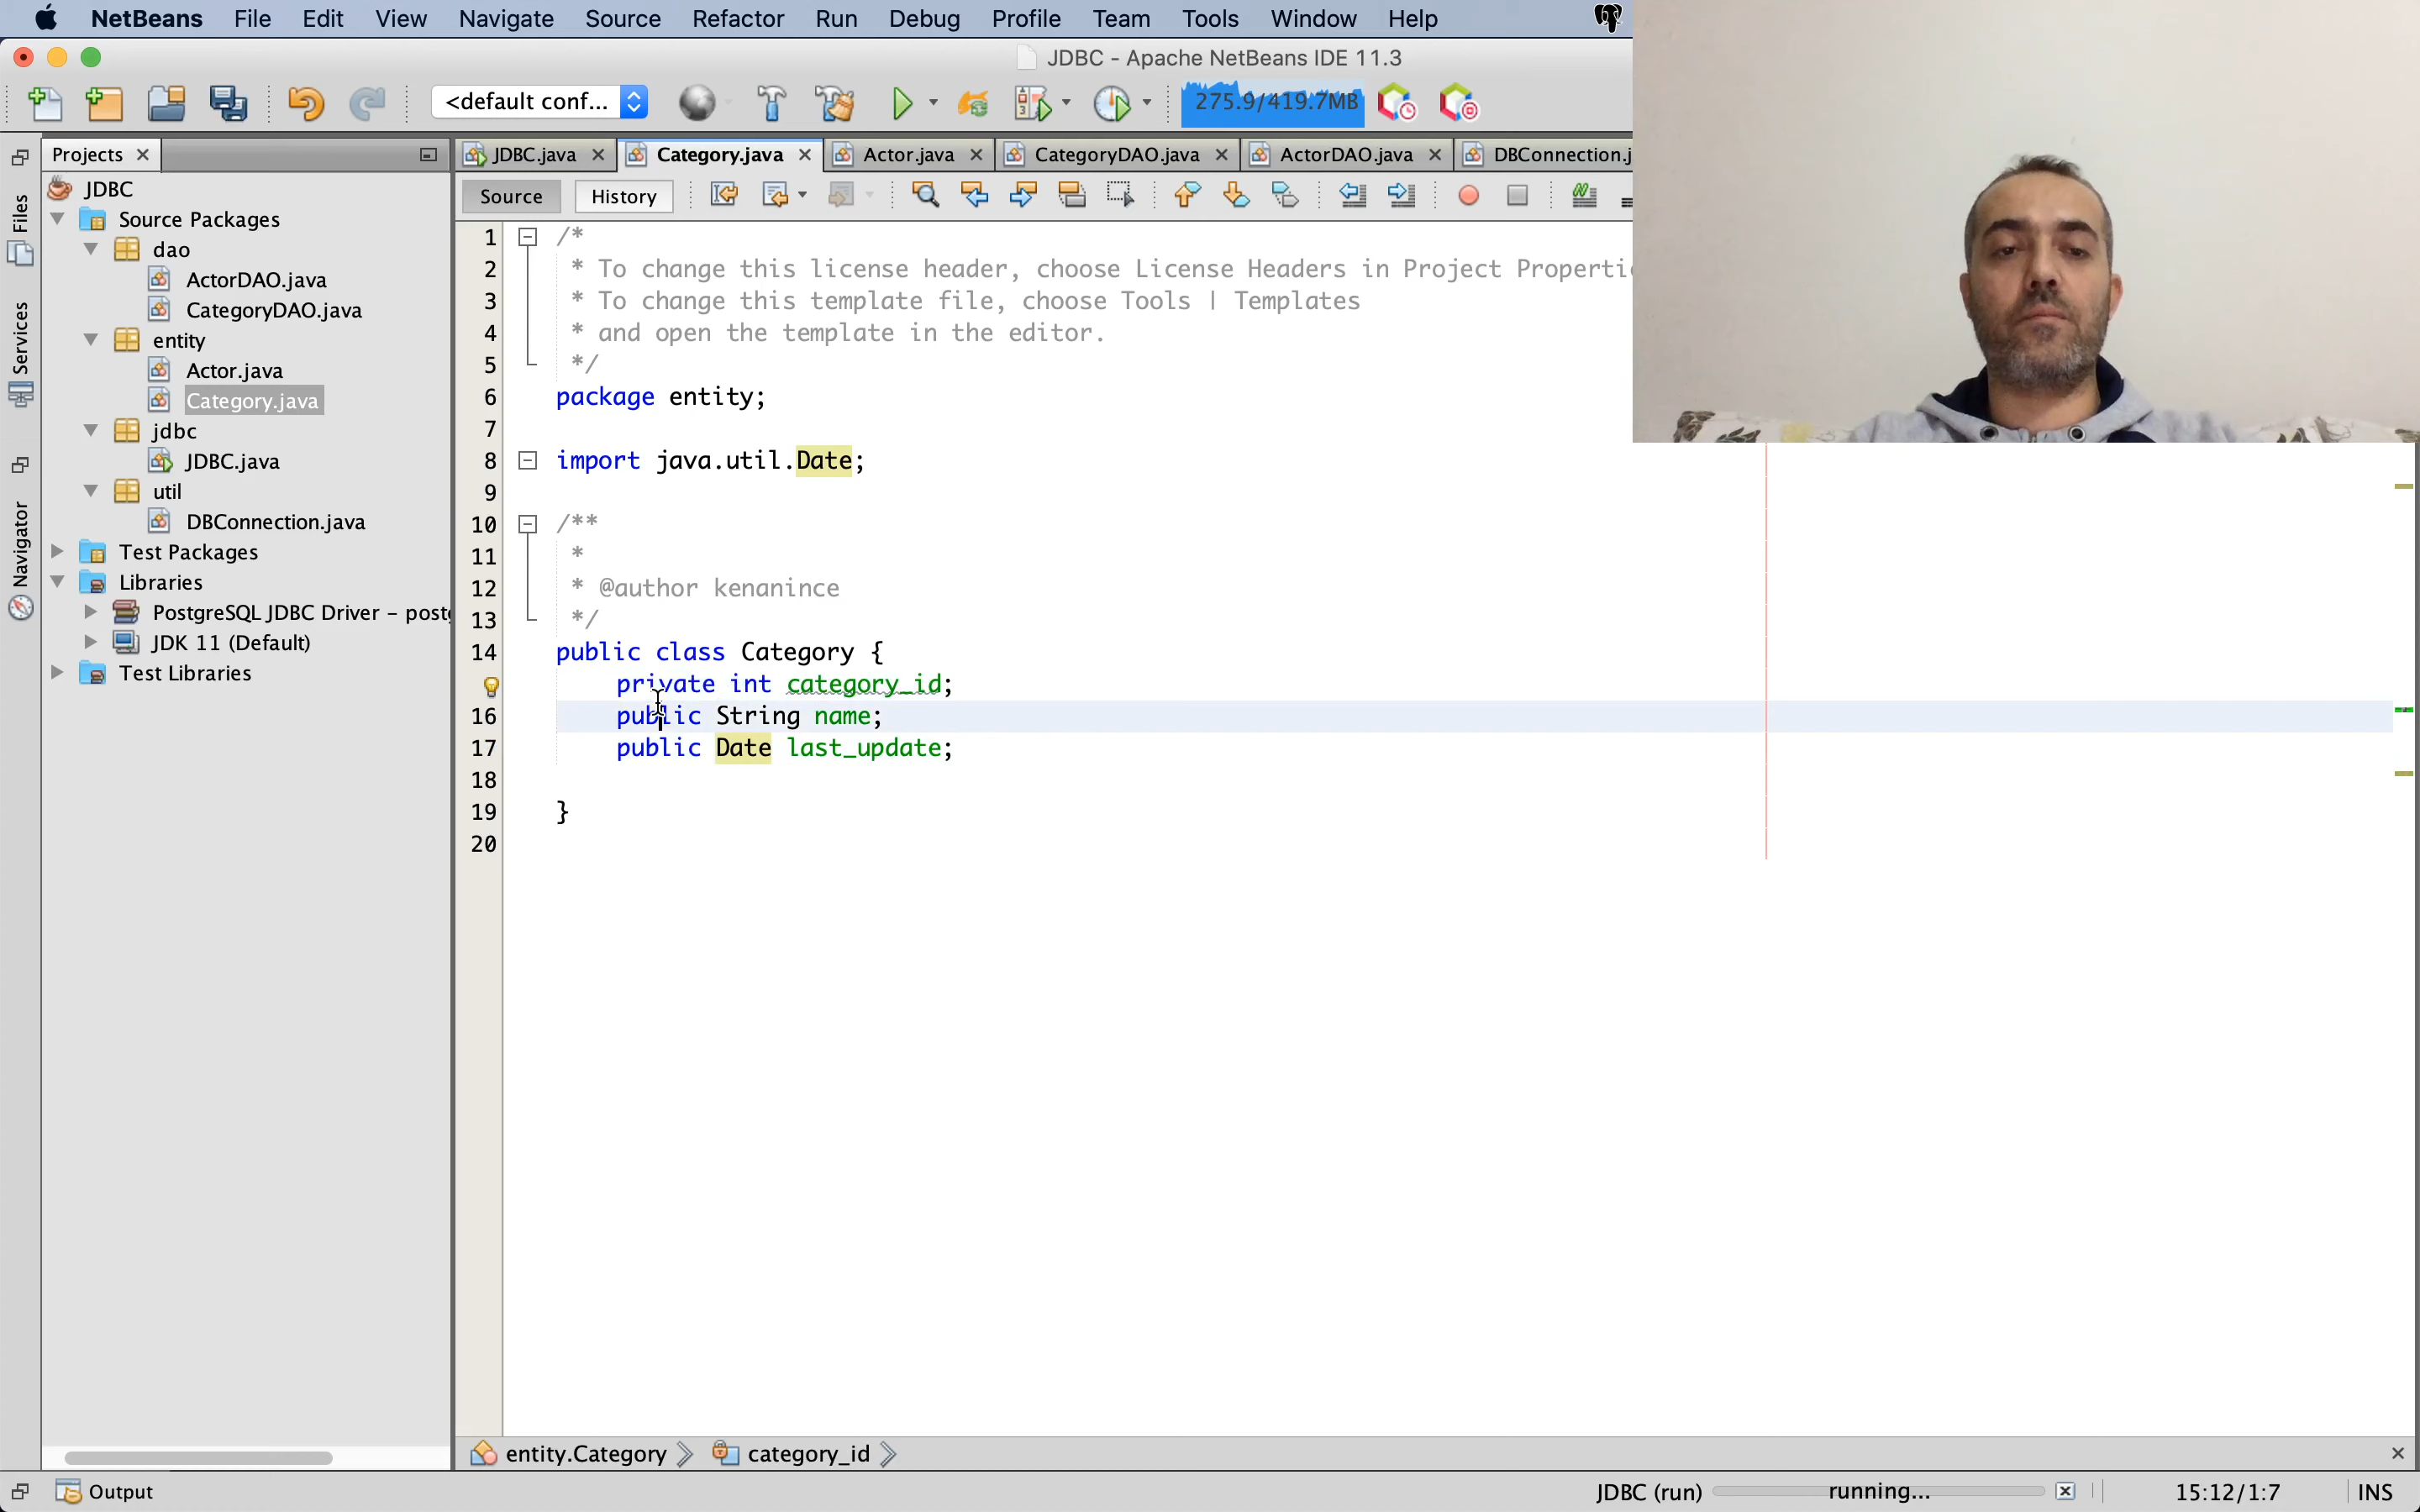 NetBeans File Edit View Navigate Source Refactor Run Debug Profile Team Tools Window Help
JDBC - Apache NetBeans IDE 11.3
<default conf... 275.9/419.7MB
Projects JDBC.java Category.java Actor.java CategoryDAO.java ActorDAO.java DBConnection.j
Source History
Files
Services
Navigator
JDBC
Source Packages
dao
ActorDAO.java
CategoryDAO.java
entity
Actor.java
Category.java
jdbc
JDBC.java
util
DBConnection.java
Test Packages
Libraries
PostgreSQL JDBC Driver - post
JDK 11 (Default)
Test Libraries
1 /*
2 * To change this license header, choose License Headers in Project Properti
3 * To change this template file, choose Tools | Templates
4 * and open the template in the editor.
5 */
6 package entity;
7
8 import java.util.Date;
9
10 /**
11 *
12 * @author kenanince
13 */
14 public class Category {
private int category_id;
16 public String name;
17 public Date last_update;
18
19 }
20
entity.Category category_id
Output JDBC (run) running... 15:12/1:7 INS